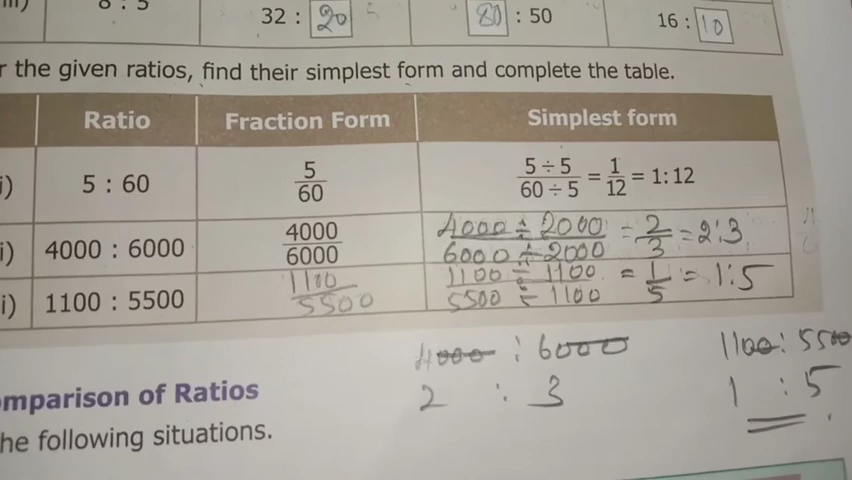 8 : 5
32 : 20
80 : 50
16 : 10
r the given ratios, find their simplest form and complete the table.
Ratio Fraction Form Simplest form
i) 5 : 60 5/60 5 ÷ 5/60 ÷ 5 = 1/12 = 1:12
i) 4000 : 6000 4000/6000 4000 ÷ 2000/6000 ÷ 2000 = 2/3 = 2:3
i) 1100 : 5500 1100/5500 1100 ÷ 1100/5500 ÷ 1100 = 1/5 = 1:5
4000 : 6000 1100 : 5500
2 : 3 1 : 5
omparison of Ratios
he following situations.